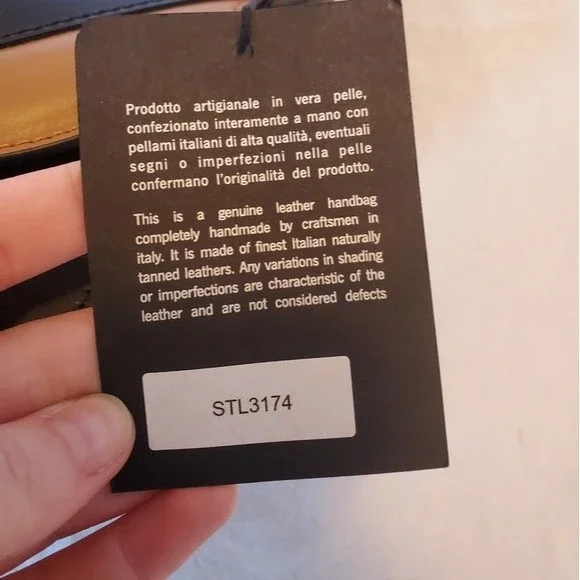 Prodotto artigianale in vera pelle,
confezionato interamente a mano con
pellami italiani di alta qualità, eventuali
segni o imperfezioni nella pelle
confermano l'originalità del prodotto.
This is a genuine leather handbag
completely handmade by craftsmen in
italy. It is made of finest Italian naturally
tanned leathers. Any variations in shading
or imperfections are characteristic of the
leather and are not considered defects
STL3174